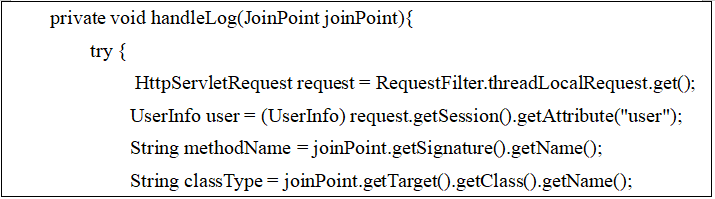 private void handleLog(JoinPoint joinPoint){
try {
HttpServletRequest request = RequestFilter.threadLocalRequest.get();
UserInfo user = (UserInfo) request.getSession().getAttribute("user");
String methodName = joinPoint.getSignature().getName();
String classType = joinPoint.getTarget().getClass().getName();